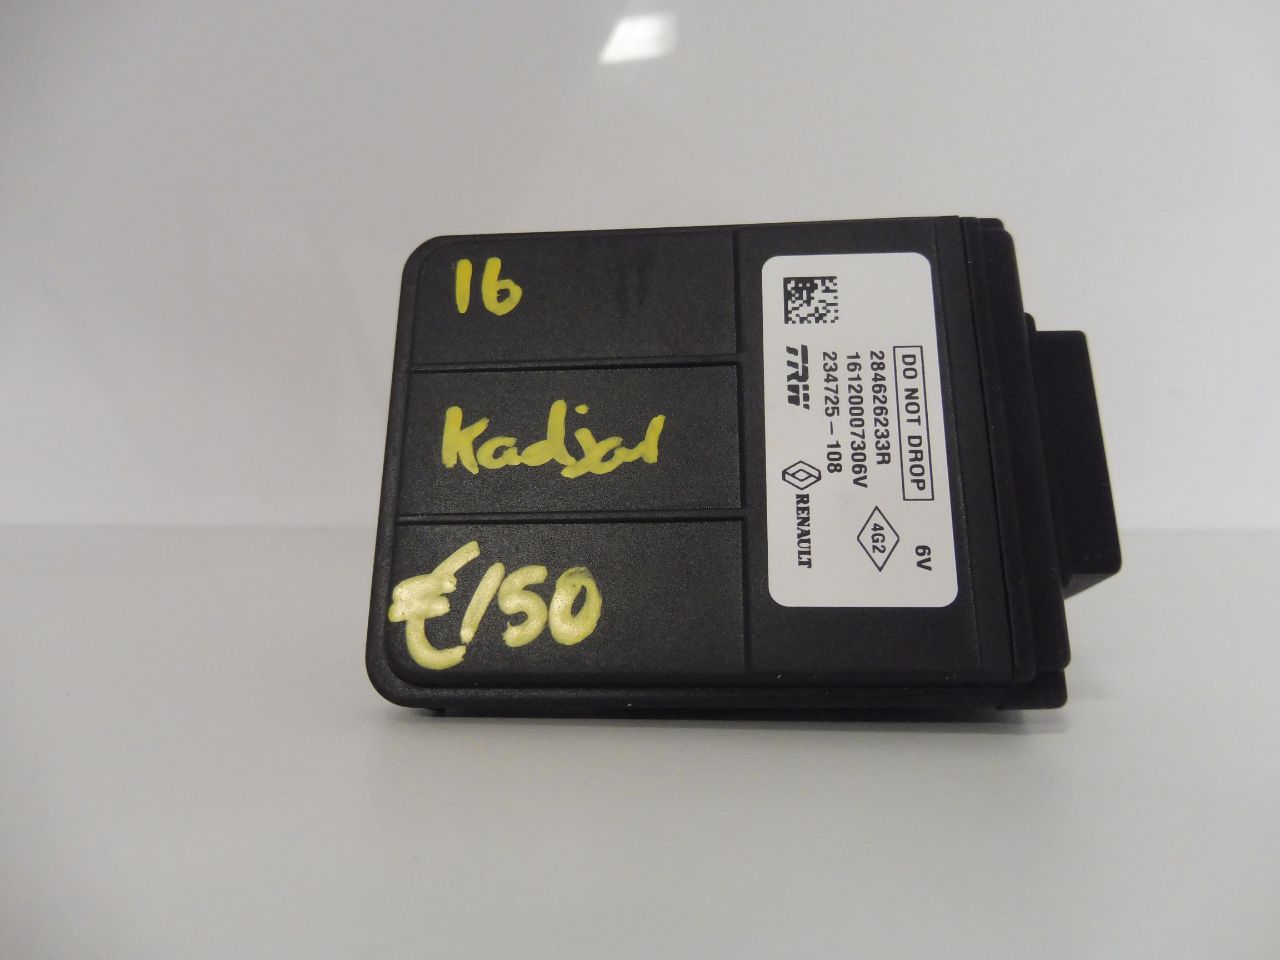 16
Kadjar
€150
DO NOT DROP
284626233R
16120007306V
234725-108
TRW
RENAULT
4G2
6V